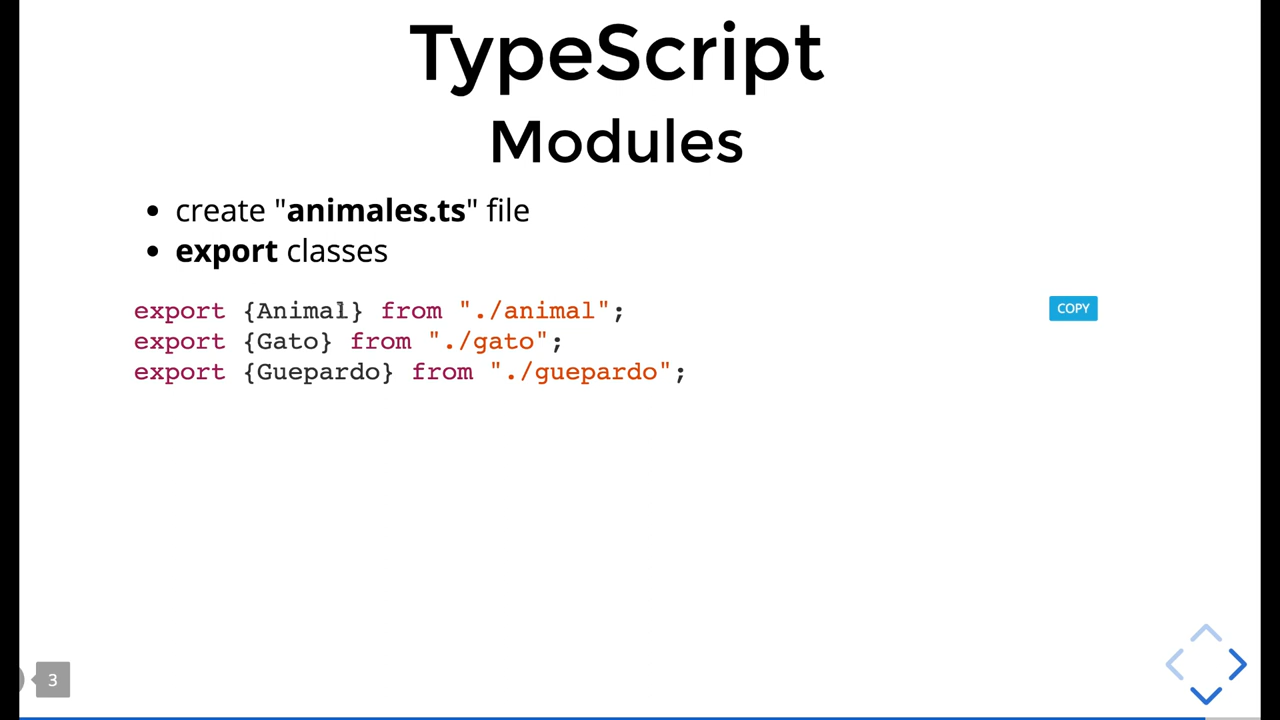 TypeScript
Modules
• create "animales.ts" file
• export classes
export {Animal} from "./animal";
COPY
export {Gato} from "./gato";
export {Guepardo} from "./guepardo";
3